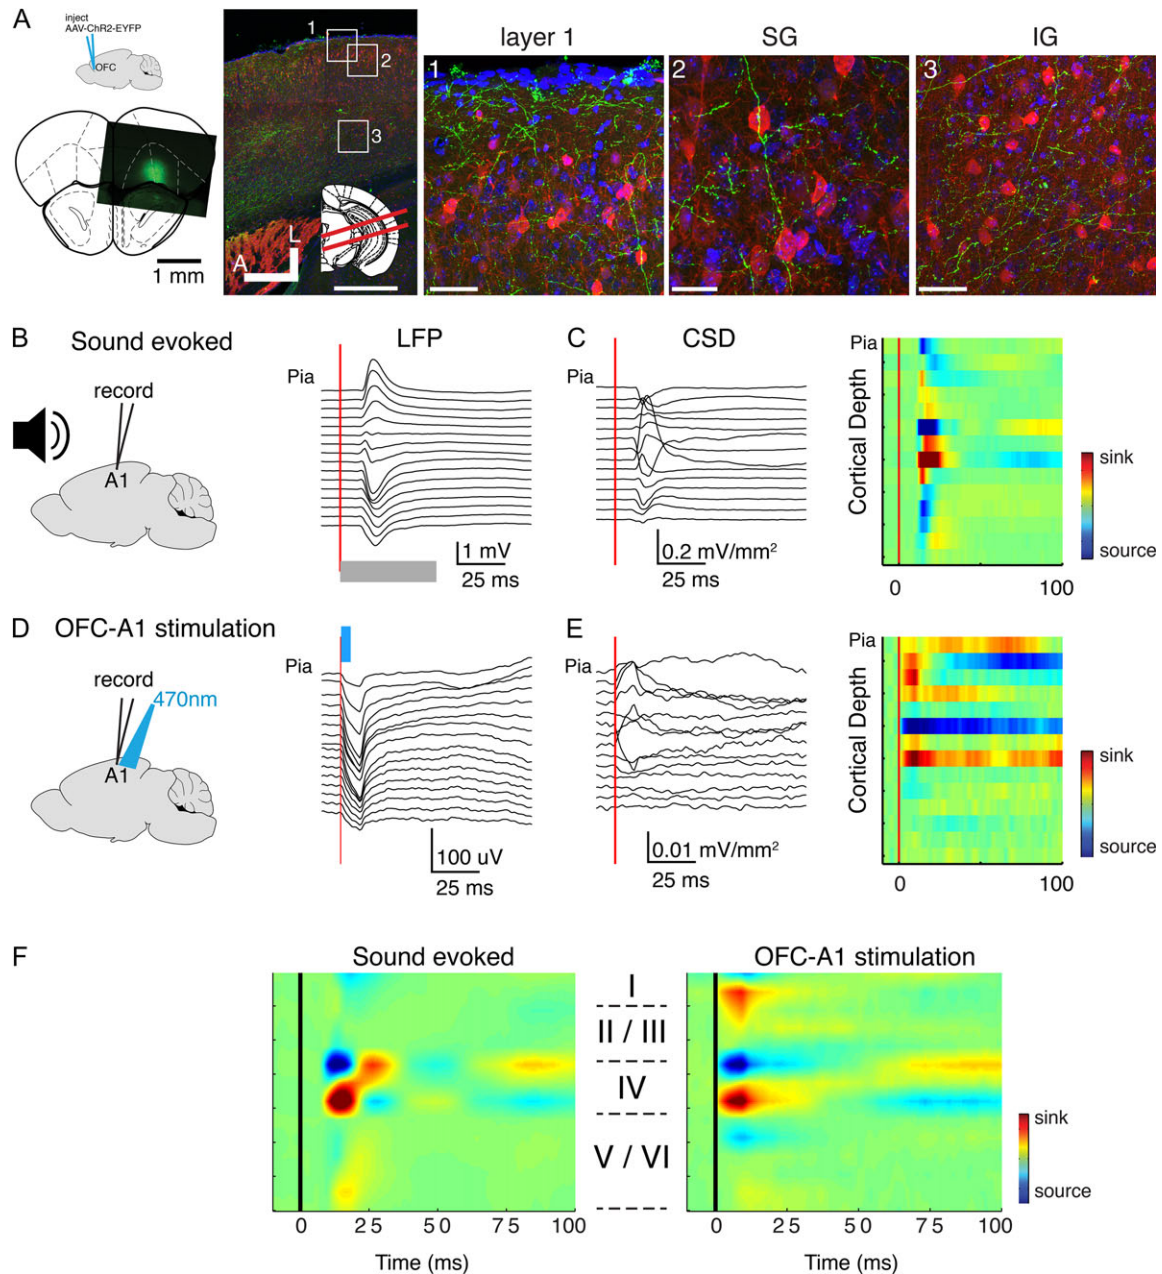 A
inject
AAV-ChR2-EYFP
OFC
1 mm
1
2
3
A
L
layer 1
1
SG
2
IG
3
B
Sound evoked
record
A1
LFP
Pia
1 mV
25 ms
C
CSD
Pia
0.2 mV/mm²
25 ms
Pia
Cortical Depth
0
100
sink
source
D
OFC-A1 stimulation
record
470nm
A1
Pia
100 uV
25 ms
E
Pia
0.01 mV/mm²
25 ms
Pia
Cortical Depth
0
100
sink
source
F
Sound evoked
0 25 50 75 100
Time (ms)
I
II / III
IV
V / VI
OFC-A1 stimulation
0 25 50 75 100
Time (ms)
sink
source